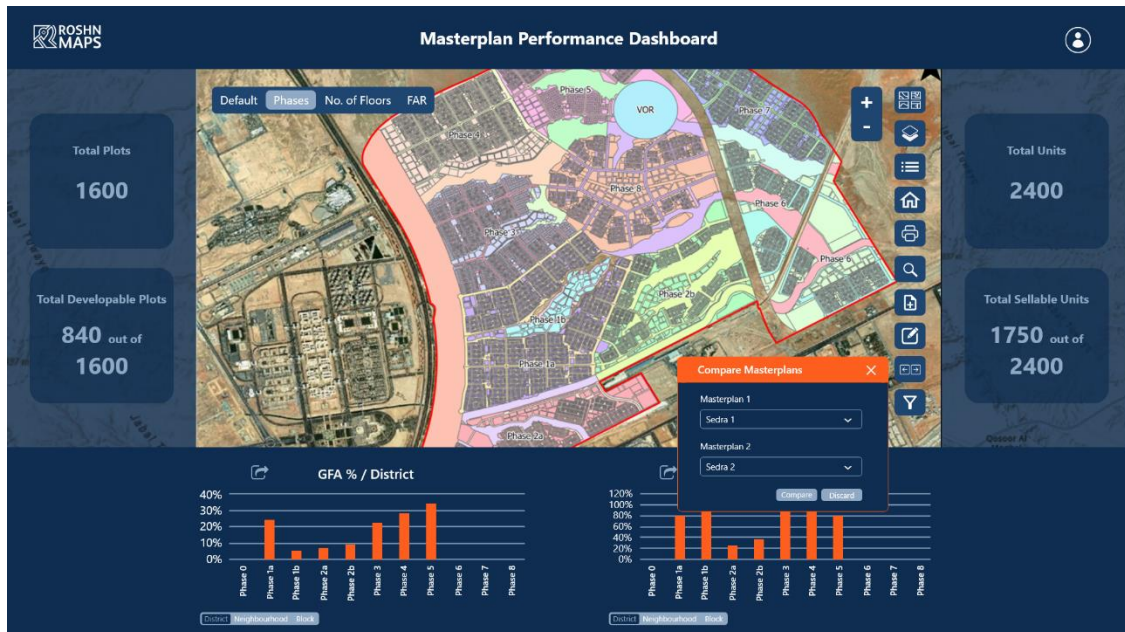 ROSHN
MAPS
Masterplan Performance Dashboard
Default Phases No. of Floors FAR
+
-
Total Plots
1600
Total Developable Plots
840 out of
1600
Total Units
2400
Total Sellable Units
1750 out of
2400
Phase 5
VOR
Phase 7
Phase 4
Phase 8
Phase 6
Phase 3
Phase 6
Phase 2b
Phase 1b
Phase 1a
Phase 2a
Compare Masterplans
Masterplan 1
Sedra 1
Masterplan 2
Sedra 2
Compare Discard
GFA % / District
40%
30%
20%
10%
0%
Phase 0
Phase 1a
Phase 1b
Phase 2a
Phase 2b
Phase 3
Phase 4
Phase 5
Phase 6
Phase 7
Phase 8
District Neighbourhood Block
120%
100%
80%
60%
40%
20%
0%
Phase 0
Phase 1a
Phase 1b
Phase 2a
Phase 2b
Phase 3
Phase 4
Phase 5
Phase 6
Phase 7
Phase 8
District Neighbourhood Block